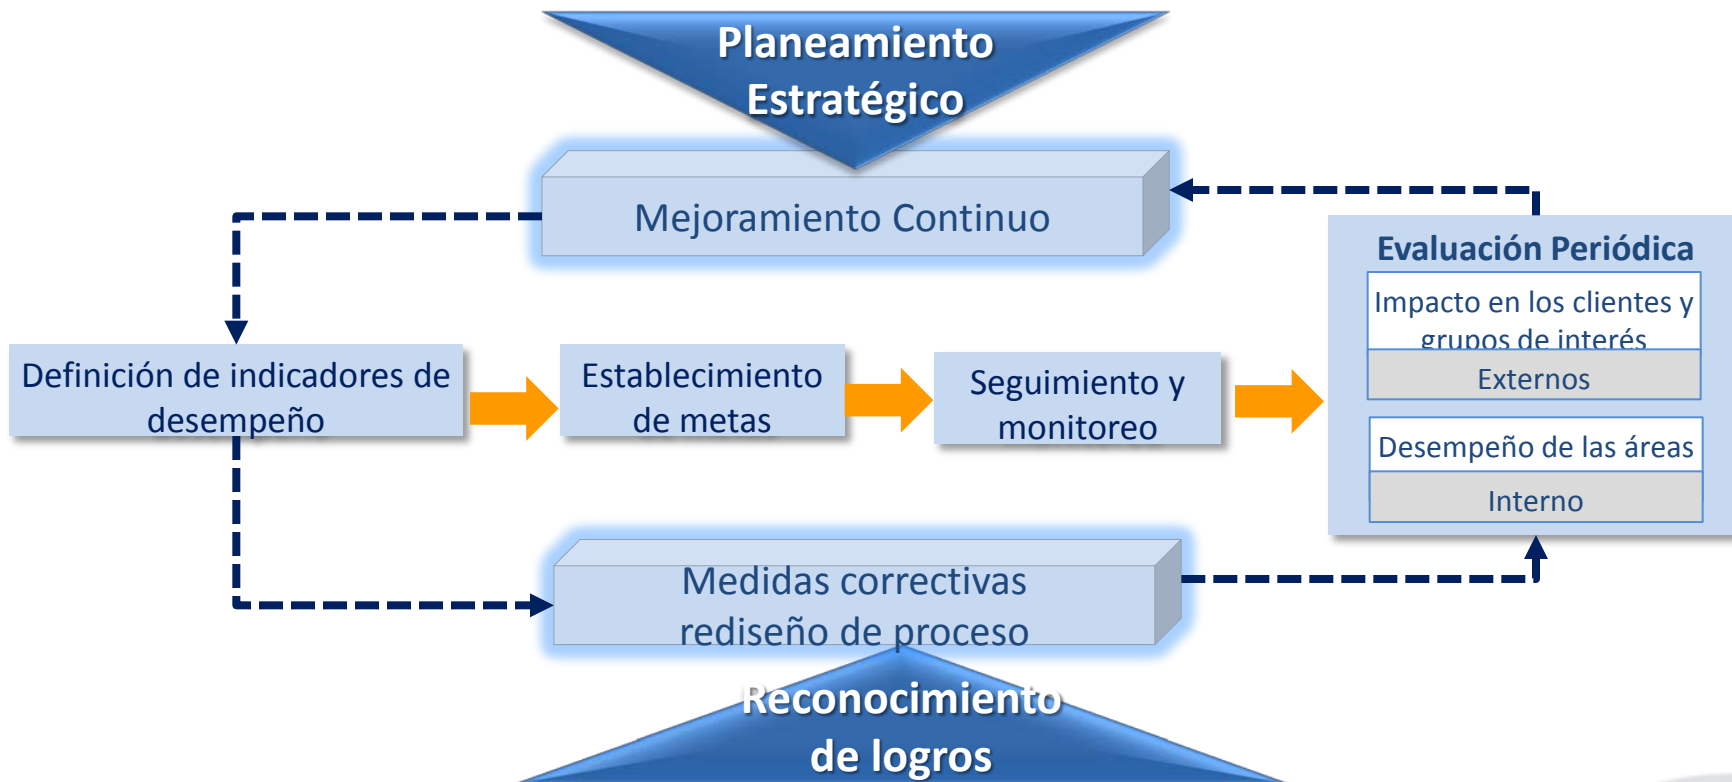 Planeamiento
Estratégico
Mejoramiento Continuo
Evaluación Periódica
Impacto en los clientes y
grupos de interés
Externos
Definición de indicadores de
desempeño
Establecimiento
de metas
Seguimiento y
monitoreo
Desempeño de las áreas
Interno
Medidas correctivas
rediseño de proceso
Reconocimiento
de logros